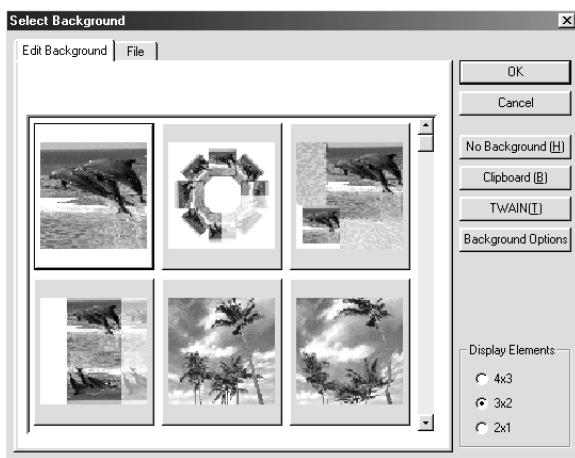 Select Background
Edit Background
File
OK
Cancel
No Background (H)
Clipboard (B)
TWAIN(T)
Background Options
Display Elements
4x3
3x2
2x1